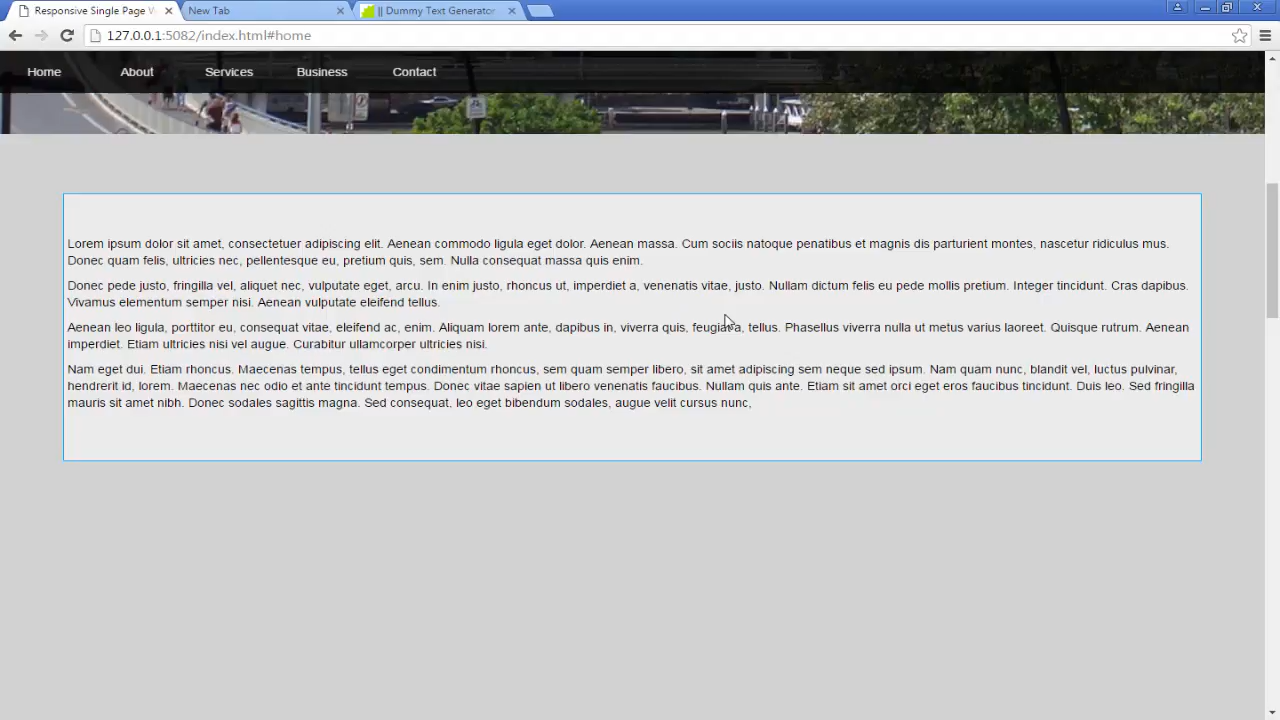 Responsive Single Page W
New Tab
|| Dummy Text Generator
127.0.0.1:5082/index.html#home
Home About Services Business Contact
Lorem ipsum dolor sit amet, consectetuer adipiscing elit. Aenean commodo ligula eget dolor. Aenean massa. Cum sociis natoque penatibus et magnis dis parturient montes, nascetur ridiculus mus.
Donec quam felis, ultricies nec, pellentesque eu, pretium quis, sem. Nulla consequat massa quis enim.
Donec pede justo, fringilla vel, aliquet nec, vulputate eget, arcu. In enim justo, rhoncus ut, imperdiet a, venenatis vitae, justo. Nullam dictum felis eu pede mollis pretium. Integer tincidunt. Cras dapibus.
Vivamus elementum semper nisi. Aenean vulputate eleifend tellus.
Aenean leo ligula, porttitor eu, consequat vitae, eleifend ac, enim. Aliquam lorem ante, dapibus in, viverra quis, feugiat a, tellus. Phasellus viverra nulla ut metus varius laoreet. Quisque rutrum. Aenean
imperdiet. Etiam ultricies nisi vel augue. Curabitur ullamcorper ultricies nisi.
Nam eget dui. Etiam rhoncus. Maecenas tempus, tellus eget condimentum rhoncus, sem quam semper libero, sit amet adipiscing sem neque sed ipsum. Nam quam nunc, blandit vel, luctus pulvinar,
hendrerit id, lorem. Maecenas nec odio et ante tincidunt tempus. Donec vitae sapien ut libero venenatis faucibus. Nullam quis ante. Etiam sit amet orci eget eros faucibus tincidunt. Duis leo. Sed fringilla
mauris sit amet nibh. Donec sodales sagittis magna. Sed consequat, leo eget bibendum sodales, augue velit cursus nunc,